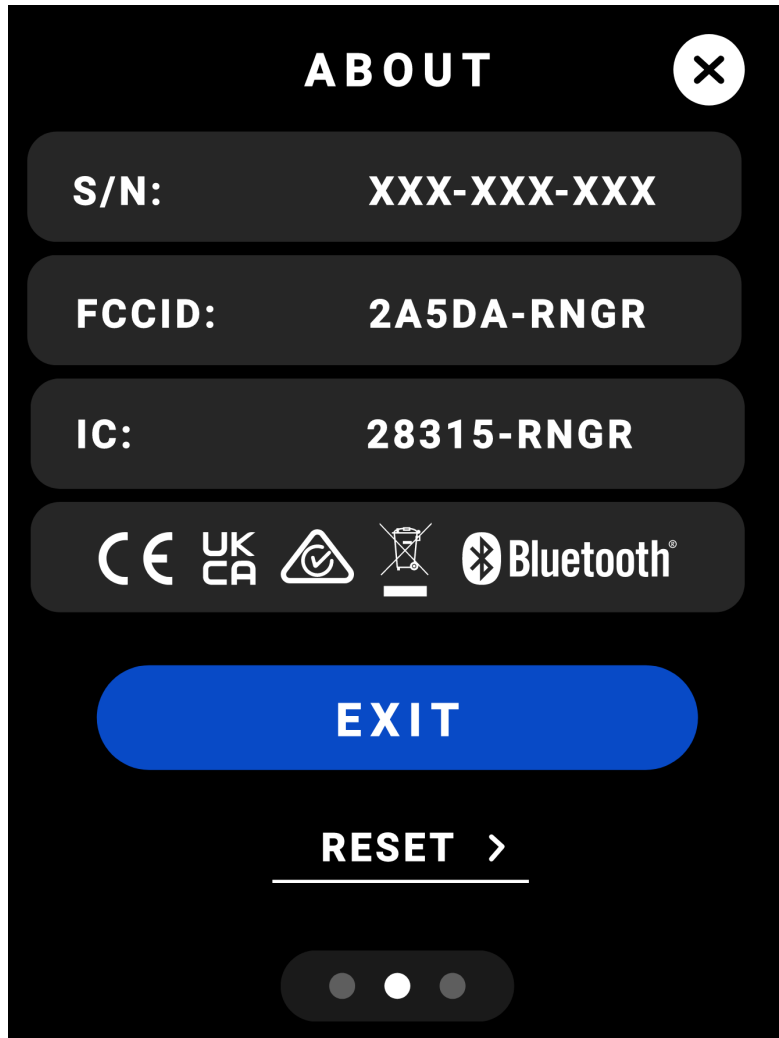 ABOUT
S/N: XXX-XXX-XXX
FCCID: 2A5DA-RNGR
IC: 28315-RNGR
CE UK CA Bluetooth®
EXIT
RESET >